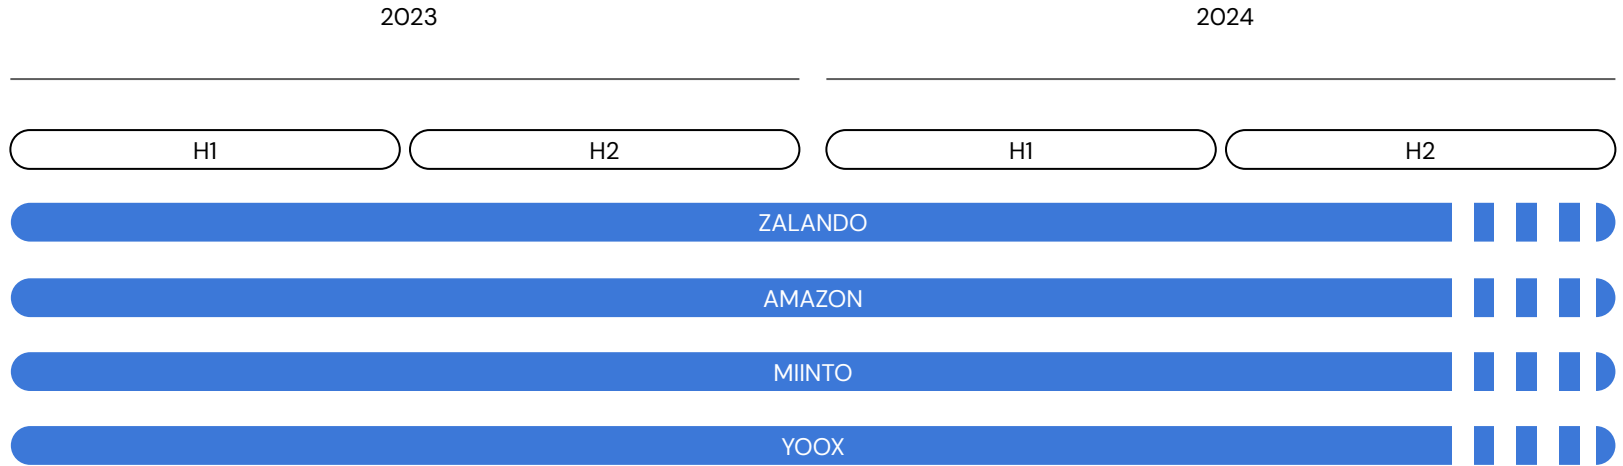 2023 2024
H1 H2 H1 H2
ZALANDO
AMAZON
MIINTO
YOOX